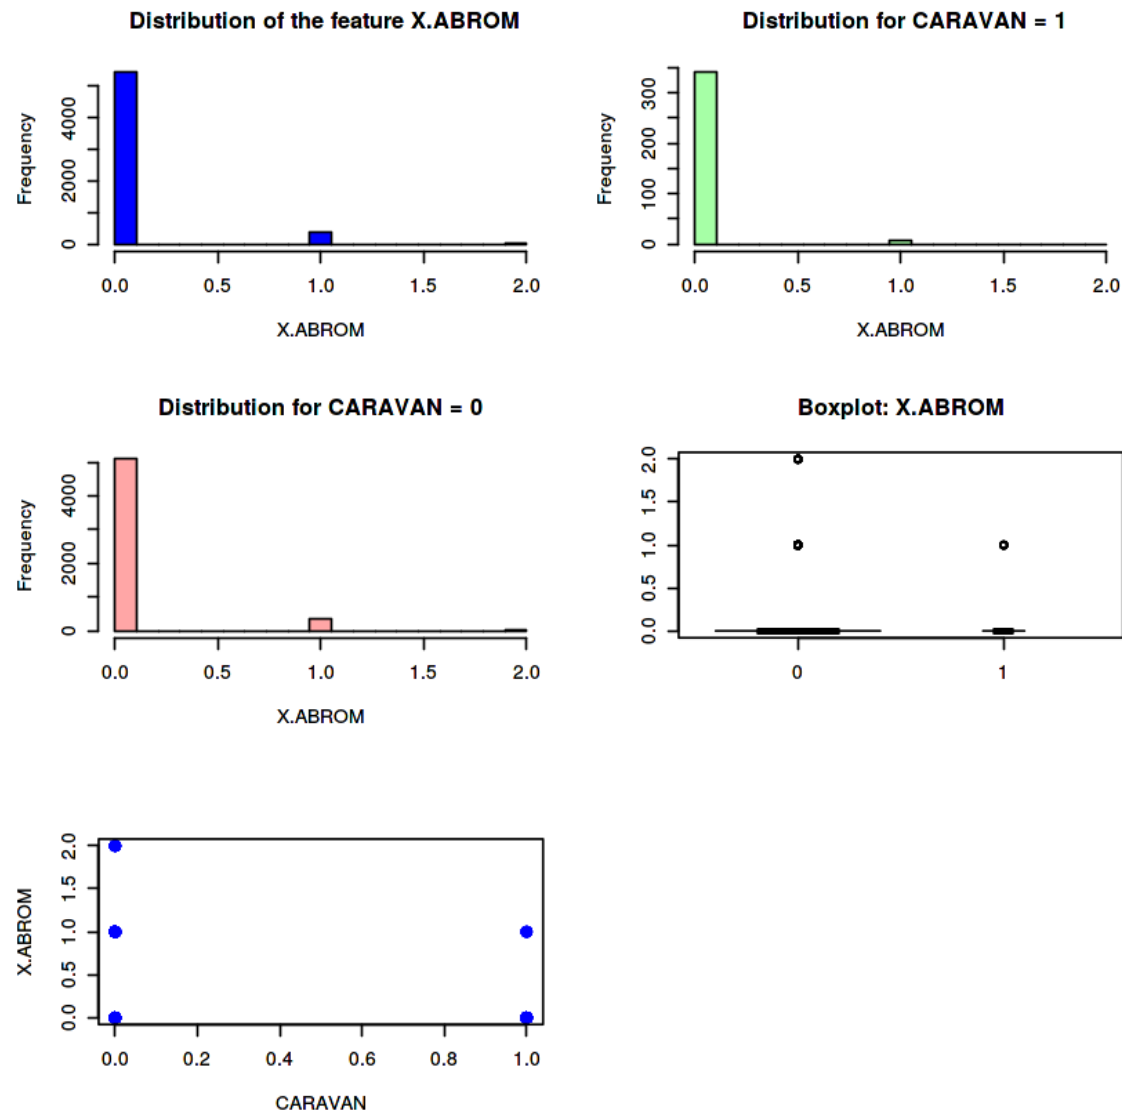 Distribution of the feature X.ABROM
Frequency
0 2000 4000
0.0 0.5 1.0 1.5 2.0
X.ABROM
Distribution for CARAVAN = 1
Frequency
0 100 200 300
0.0 0.5 1.0 1.5 2.0
X.ABROM
Distribution for CARAVAN = 0
Frequency
0 2000 4000
0.0 0.5 1.0 1.5 2.0
X.ABROM
Boxplot: X.ABROM
0.0 0.5 1.0 1.5 2.0
0 1
X.ABROM
0.0 0.5 1.0 1.5 2.0
0.0 0.2 0.4 0.6 0.8 1.0
CARAVAN